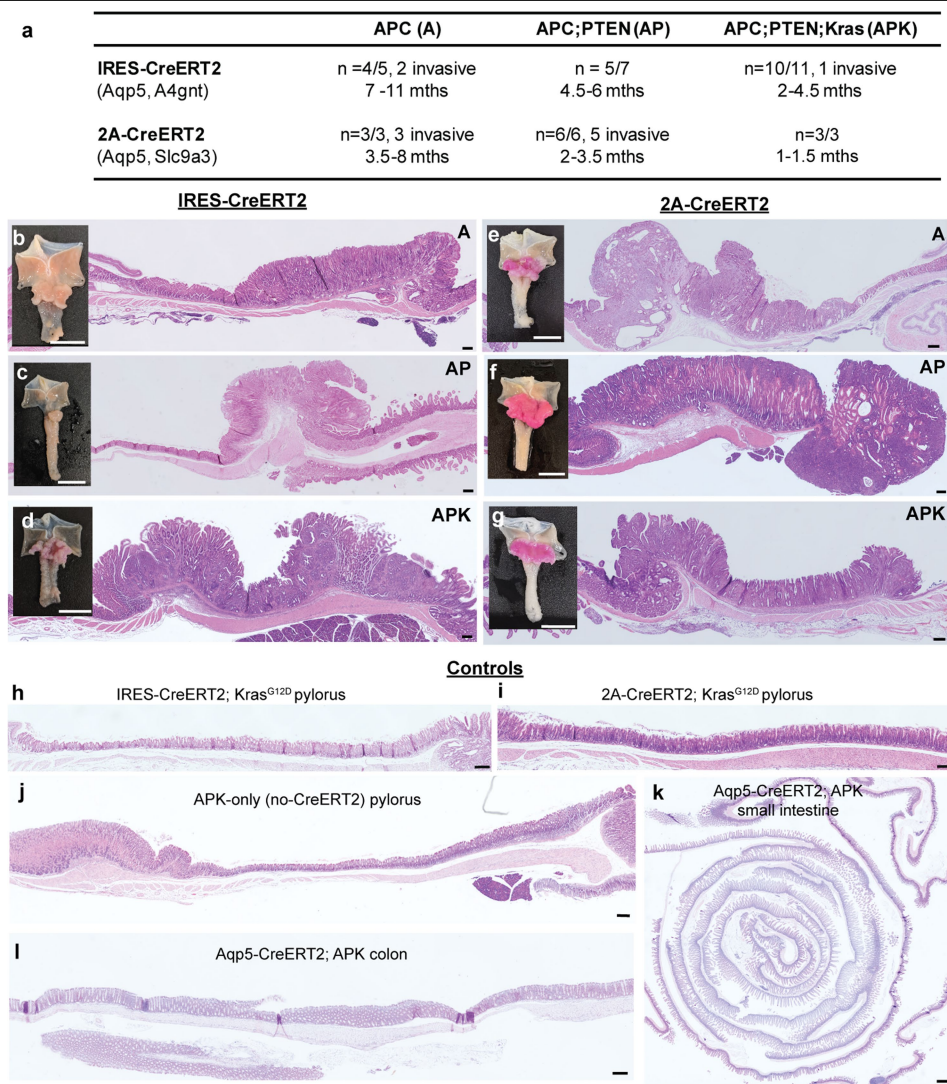 a
APC (A) APC;PTEN (AP) APC;PTEN;Kras (APK)
IRES-CreERT2 n =4/5, 2 invasive n = 5/7 n=10/11, 1 invasive
(Aqp5, A4gnt) 7 -11 mths 4.5-6 mths 2-4.5 mths
2A-CreERT2 n=3/3, 3 invasive n=6/6, 5 invasive n=3/3
(Aqp5, Slc9a3) 3.5-8 mths 2-3.5 mths 1-1.5 mths
IRES-CreERT2
b A
c AP
d APK
2A-CreERT2
e A
f AP
g APK
Controls
h IRES-CreERT2; Kras^G12D pylorus
i 2A-CreERT2; Kras^G12D pylorus
j APK-only (no-CreERT2) pylorus
k Aqp5-CreERT2; APK
small intestine
l Aqp5-CreERT2; APK colon